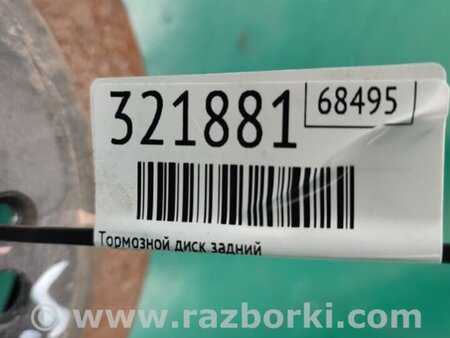 321881 68495
Тормозной диск задний
www.razborki.com